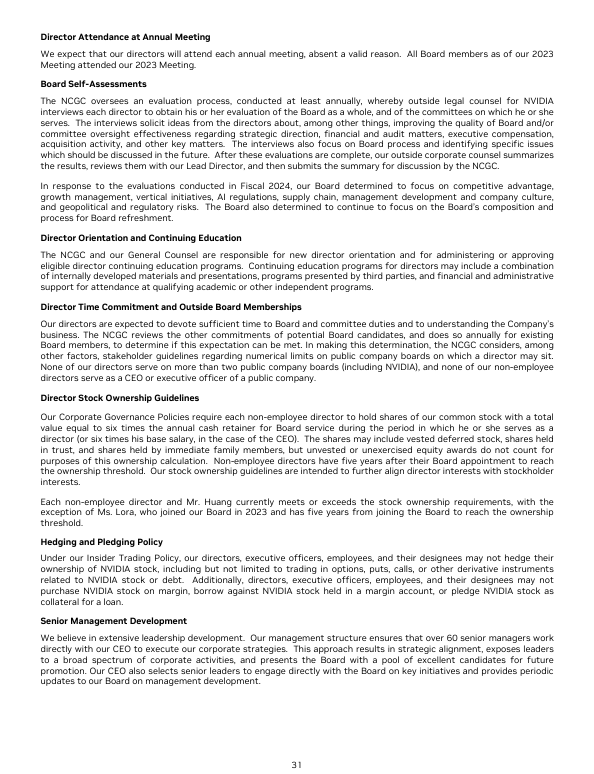 Director Attendance at Annual Meeting
We expect that our directors will attend each annual meeting, absent a valid reason.  All Board members as of our 2023
Meeting attended our 2023 Meeting.
Board Self-Assessments
The NCGC oversees an evaluation process, conducted at least annually, whereby outside legal counsel for NVIDIA
interviews each director to obtain his or her evaluation of the Board as a whole, and of the committees on which he or she
serves.  The interviews solicit ideas from the directors about, among other things, improving the quality of Board and/or
committee oversight effectiveness regarding strategic direction, financial and audit matters, executive compensation,
acquisition activity, and other key matters.  The interviews also focus on Board process and identifying specific issues
which should be discussed in the future.  After these evaluations are complete, our outside corporate counsel summarizes
the results, reviews them with our Lead Director, and then submits the summary for discussion by the NCGC.
In response to the evaluations conducted in Fiscal 2024, our Board determined to focus on competitive advantage,
growth management, vertical initiatives, AI regulations, supply chain, management development and company culture,
and geopolitical and regulatory risks.  The Board also determined to continue to focus on the Board's composition and
process for Board refreshment.
Director Orientation and Continuing Education
The NCGC and our General Counsel are responsible for new director orientation and for administering or approving
eligible director continuing education programs.  Continuing education programs for directors may include a combination
of internally developed materials and presentations, programs presented by third parties, and financial and administrative
support for attendance at qualifying academic or other independent programs.
Director Time Commitment and Outside Board Memberships
Our directors are expected to devote sufficient time to Board and committee duties and to understanding the Company's
business. The NCGC reviews the other commitments of potential Board candidates, and does so annually for existing
Board members, to determine if this expectation can be met. In making this determination, the NCGC considers, among
other factors, stakeholder guidelines regarding numerical limits on public company boards on which a director may sit.
None of our directors serve on more than two public company boards (including NVIDIA), and none of our non-employee
directors serve as a CEO or executive officer of a public company.
Director Stock Ownership Guidelines
Our Corporate Governance Policies require each non-employee director to hold shares of our common stock with a total
value equal to six times the annual cash retainer for Board service during the period in which he or she serves as a
director (or six times his base salary, in the case of the CEO).  The shares may include vested deferred stock, shares held
in trust, and shares held by immediate family members, but unvested or unexercised equity awards do not count for
purposes of this ownership calculation.  Non-employee directors have five years after their Board appointment to reach
the ownership threshold.  Our stock ownership guidelines are intended to further align director interests with stockholder
interests.
Each non-employee director and Mr. Huang currently meets or exceeds the stock ownership requirements, with the
exception of Ms. Lora, who joined our Board in 2023 and has five years from joining the Board to reach the ownership
threshold.
Hedging and Pledging Policy
Under our Insider Trading Policy, our directors, executive officers, employees, and their designees may not hedge their
ownership of NVIDIA stock, including but not limited to trading in options, puts, calls, or other derivative instruments
related to NVIDIA stock or debt.  Additionally, directors, executive officers, employees, and their designees may not
purchase NVIDIA stock on margin, borrow against NVIDIA stock held in a margin account, or pledge NVIDIA stock as
collateral for a loan.
Senior Management Development
We believe in extensive leadership development.  Our management structure ensures that over 60 senior managers work
directly with our CEO to execute our corporate strategies.  This approach results in strategic alignment, exposes leaders
to a broad spectrum of corporate activities, and presents the Board with a pool of excellent candidates for future
promotion. Our CEO also selects senior leaders to engage directly with the Board on key initiatives and provides periodic
updates to our Board on management development.
31